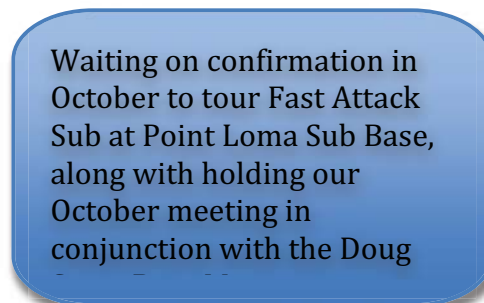 Waiting on confirmation in
October to tour Fast Attack
Sub at Point Loma Sub Base,
along with holding our
October meeting in
conjunction with the Doug